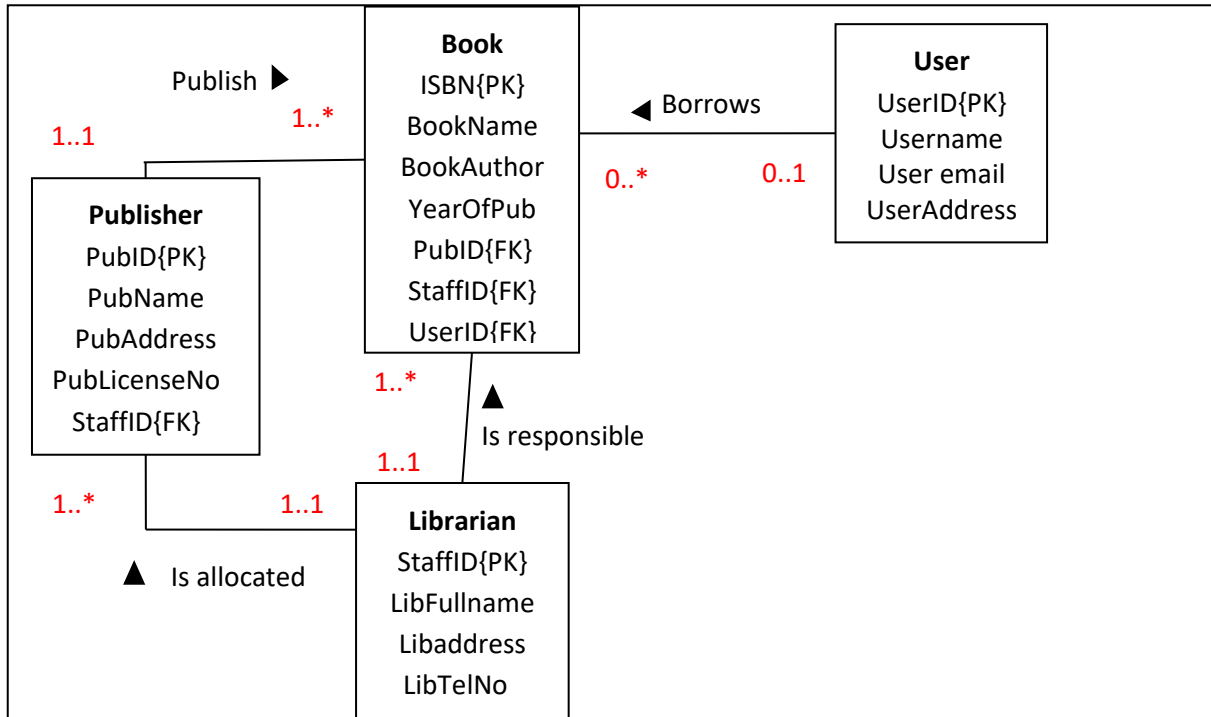 Book
ISBN{PK}
BookName
BookAuthor
YearOfPub
PubID{FK}
StaffID{FK}
UserID{FK}
User
UserID{PK}
Username
User email
UserAddress
Publish
1..1
1..*
Borrows
0..*
0..1
Publisher
PubID{PK}
PubName
PubAddress
PubLicenseNo
StaffID{FK}
1..*
Is responsible
1..1
1..*
1..1
Is allocated
Librarian
StaffID{PK}
LibFullname
Libaddress
LibTelNo